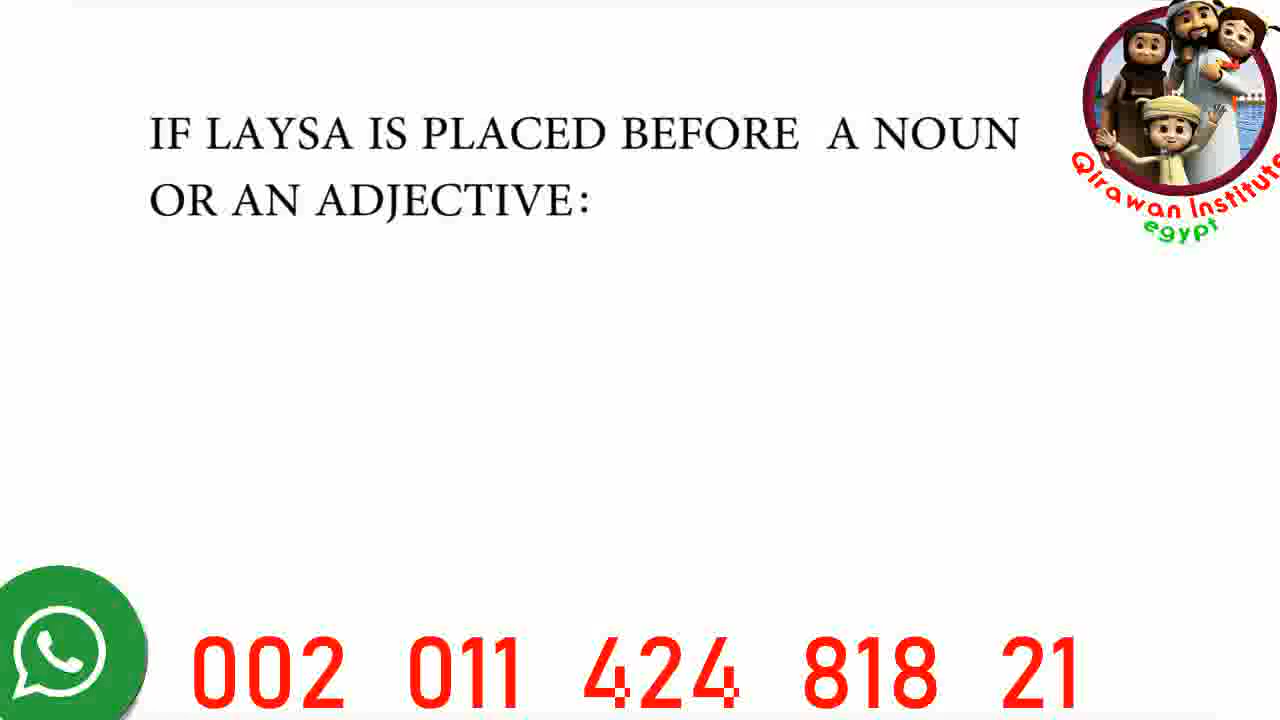 IF LAYSA IS PLACED BEFORE A NOUN
OR AN ADJECTIVE:
Qirawan Institute
egypt
002 011 424 818 21